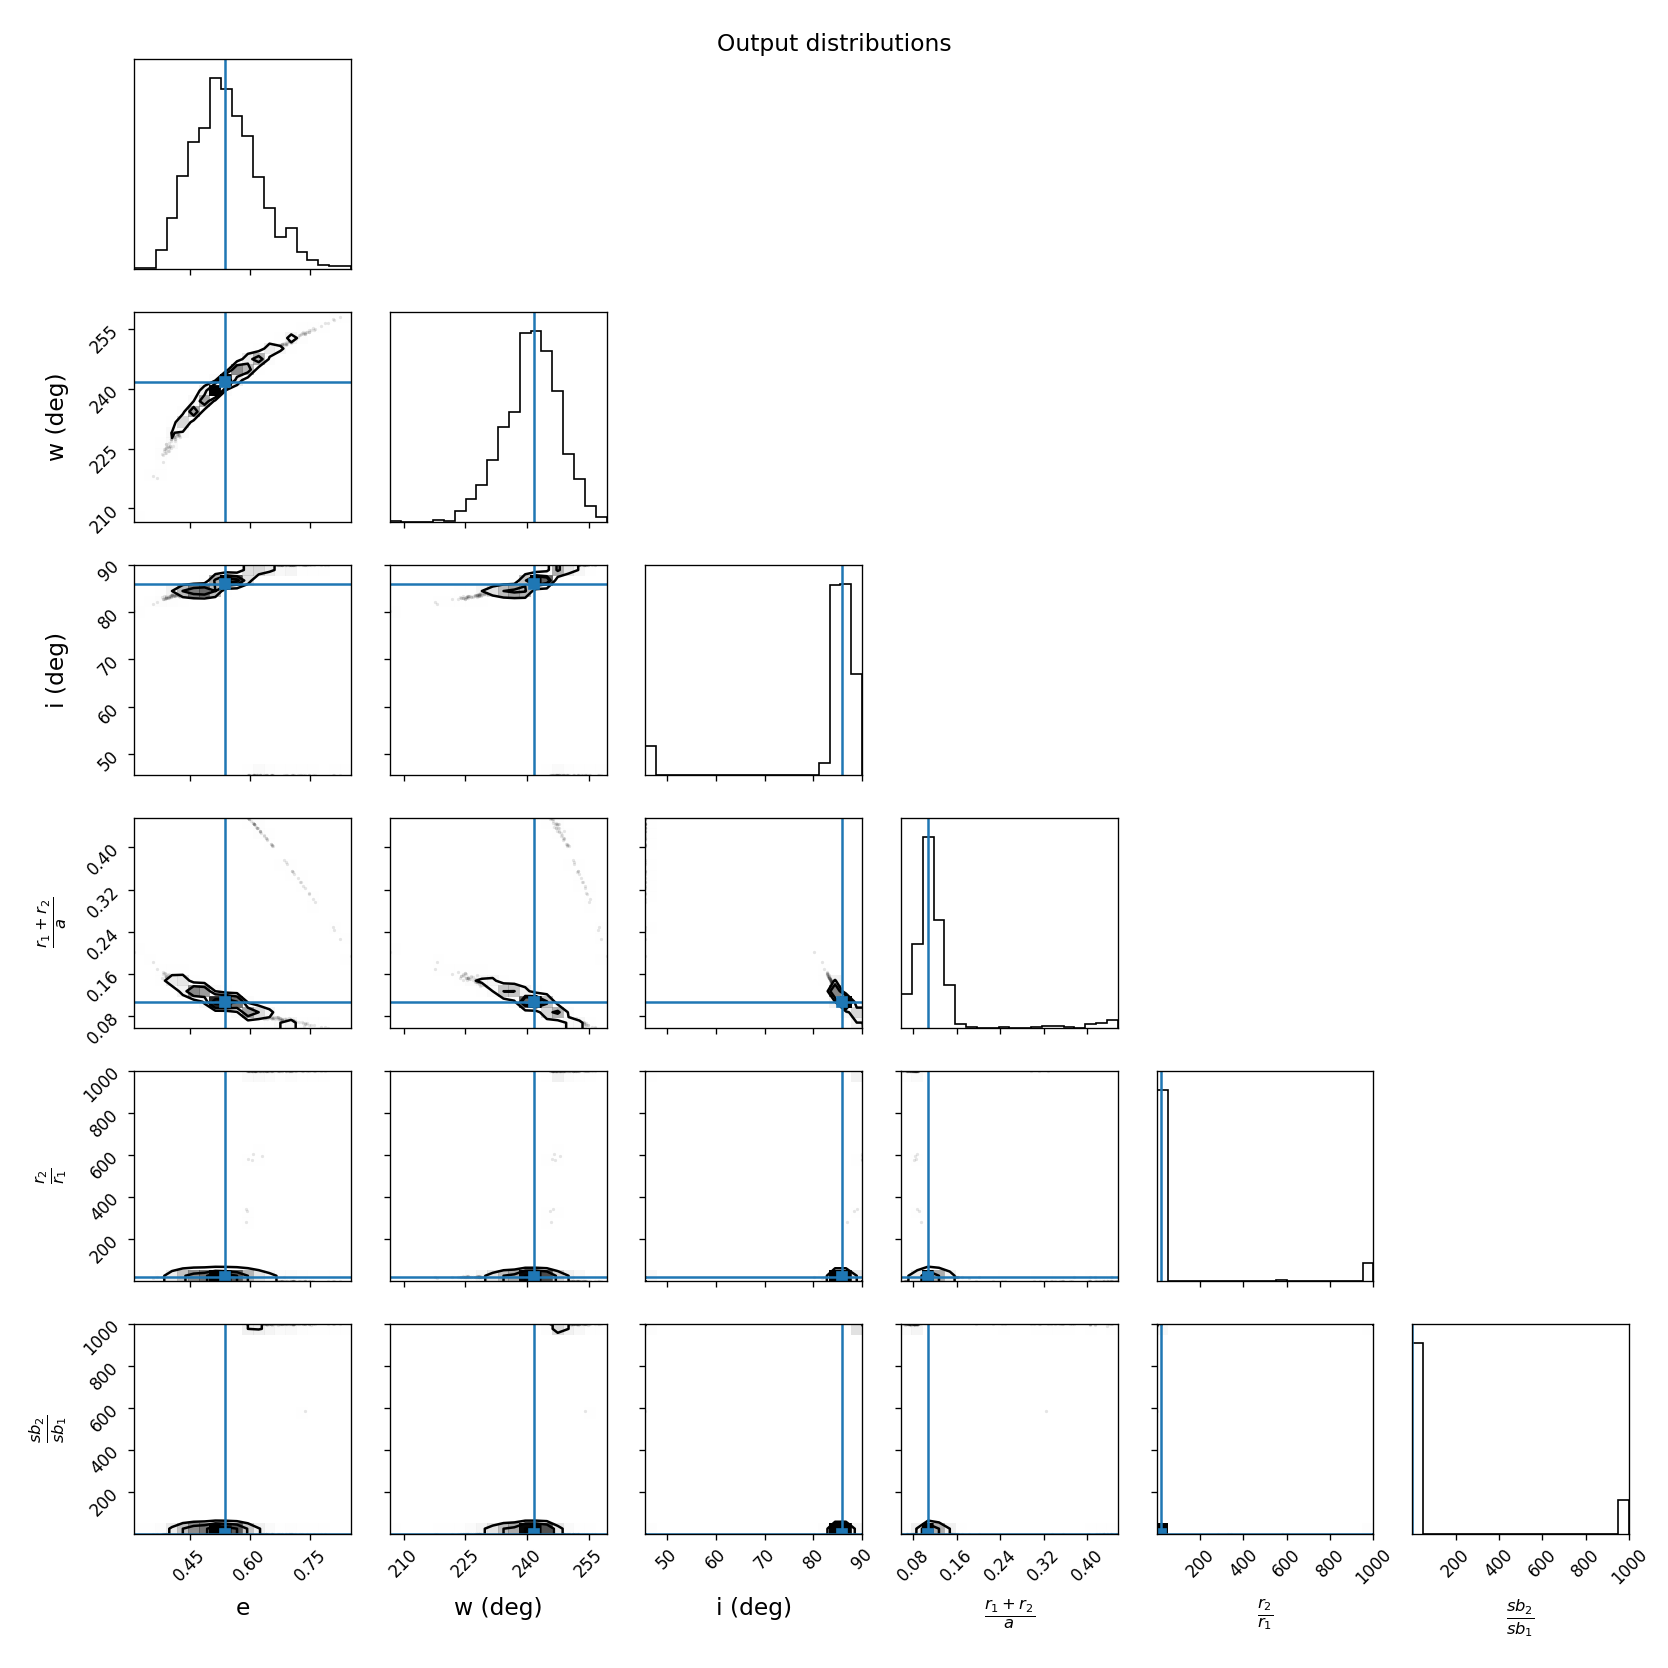 Output distributions
w (deg)
255
240
225
210
i (deg)
90
80
70
60
50
r₁ + r₂
a
0.40
0.32
0.24
0.16
0.08
r₂
r₁
1000
800
600
400
200
sb₂
sb₁
1000
800
600
400
200
0.45 0.60 0.75
210 225 240 255
50 60 70 80 90
0.08 0.16 0.24 0.32 0.40
200 400 600 800 1000
200 400 600 800 1000
e
w (deg)
i (deg)
r₁ + r₂
a
r₂
r₁
sb₂
sb₁